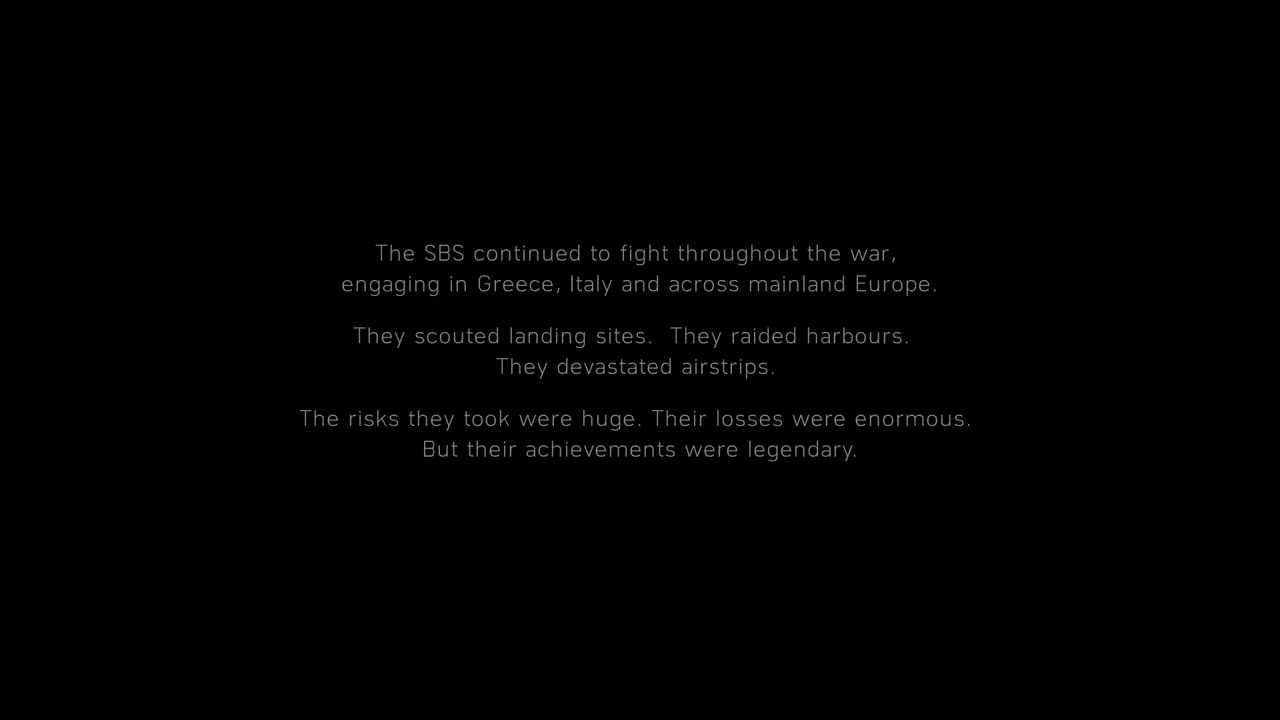 The SBS continued to fight throughout the war,
engaging in Greece, Italy and across mainland Europe.
They scouted landing sites.  They raided harbours.
They devastated airstrips.
The risks they took were huge. Their losses were enormous.
But their achievements were legendary.